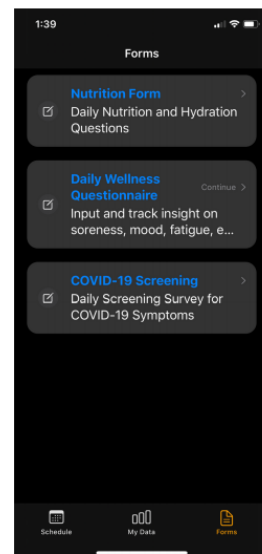 1:39
Forms
Nutrition Form
Daily Nutrition and Hydration
Questions
Daily Wellness
Questionnaire
Continue
Input and track insight on
soreness, mood, fatigue, e...
COVID-19 Screening
Daily Screening Survey for
COVID-19 Symptoms
Schedule
My Data
Forms